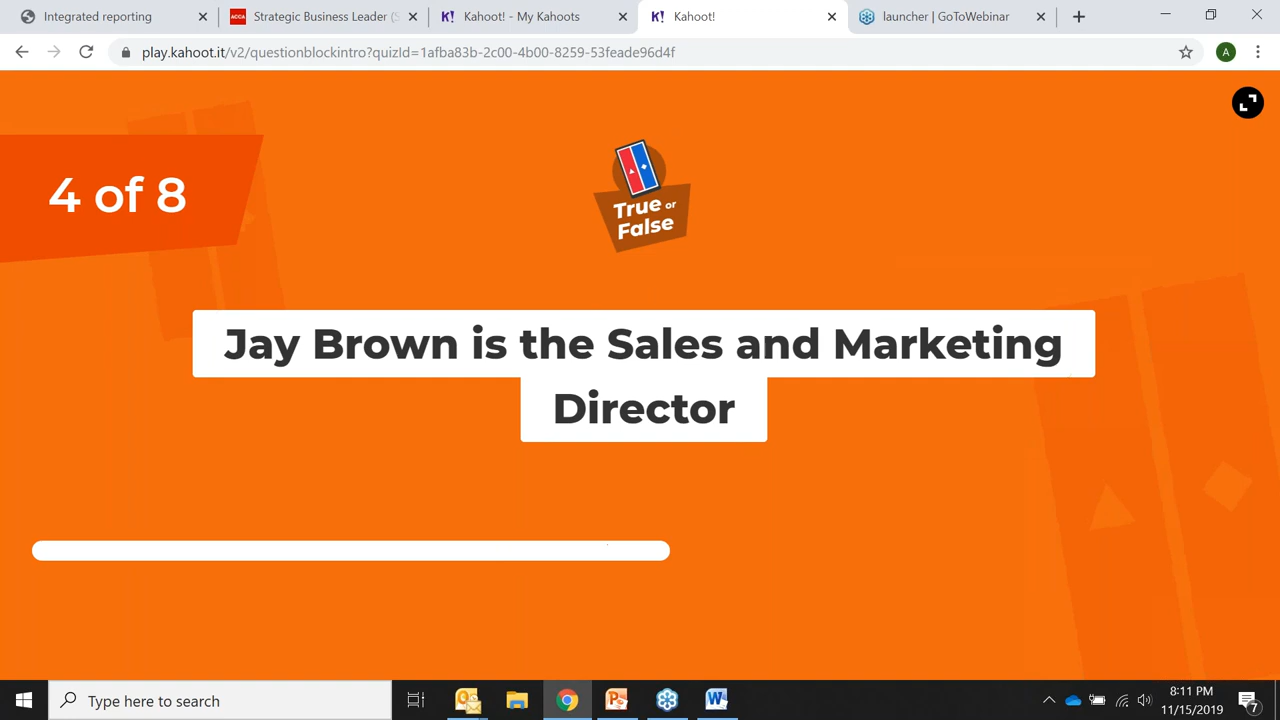 Integrated reporting
ACCA
Strategic Business Leader (S
K! Kahoot! - My Kahoots
K! Kahoot!
launcher | GoToWebinar
play.kahoot.it/v2/questionblockintro?quizId=1afba83b-2c00-4b00-8259-53feade96d4f
A
4 of 8
True or
False
Jay Brown is the Sales and Marketing
Director
Type here to search
8:11 PM
11/15/2019
7